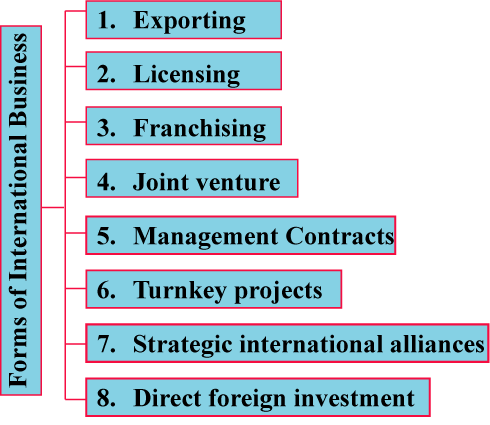 Forms of International Business
1. Exporting
2. Licensing
3. Franchising
4. Joint venture
5. Management Contracts
6. Turnkey projects
7. Strategic international alliances
8. Direct foreign investment